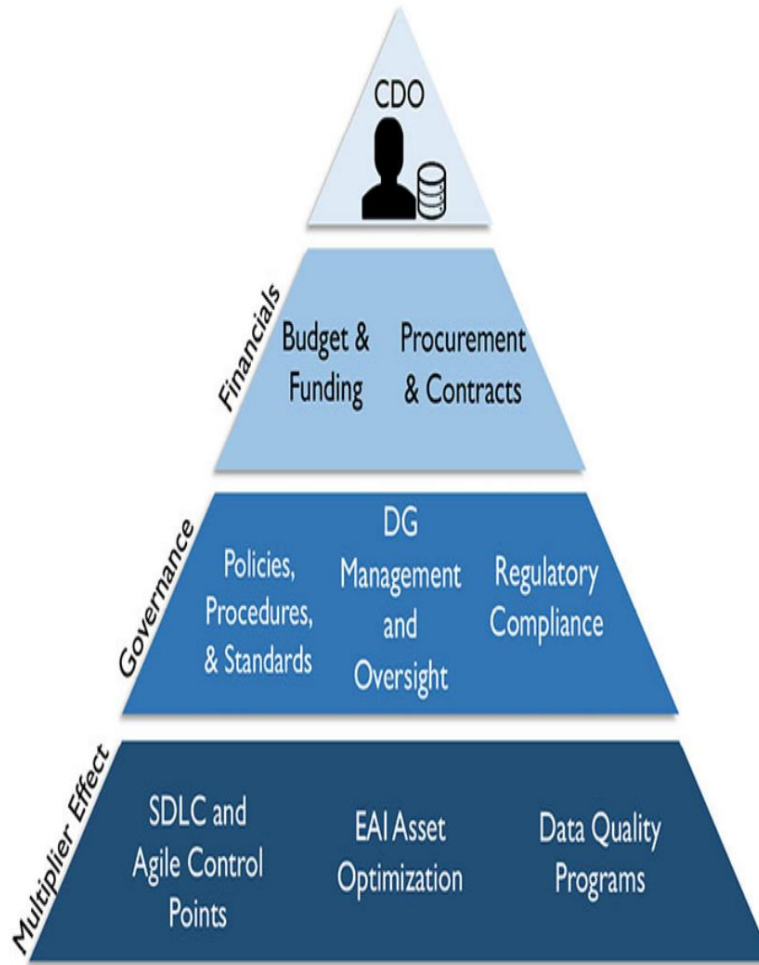 CDO
Financials
Budget &
Funding
Procurement
& Contracts
Governance
Policies,
Procedures,
& Standards
DG
Management
and
Oversight
Regulatory
Compliance
Multiplier Effect
SDLC and
Agile Control
Points
EAI Asset
Optimization
Data Quality
Programs